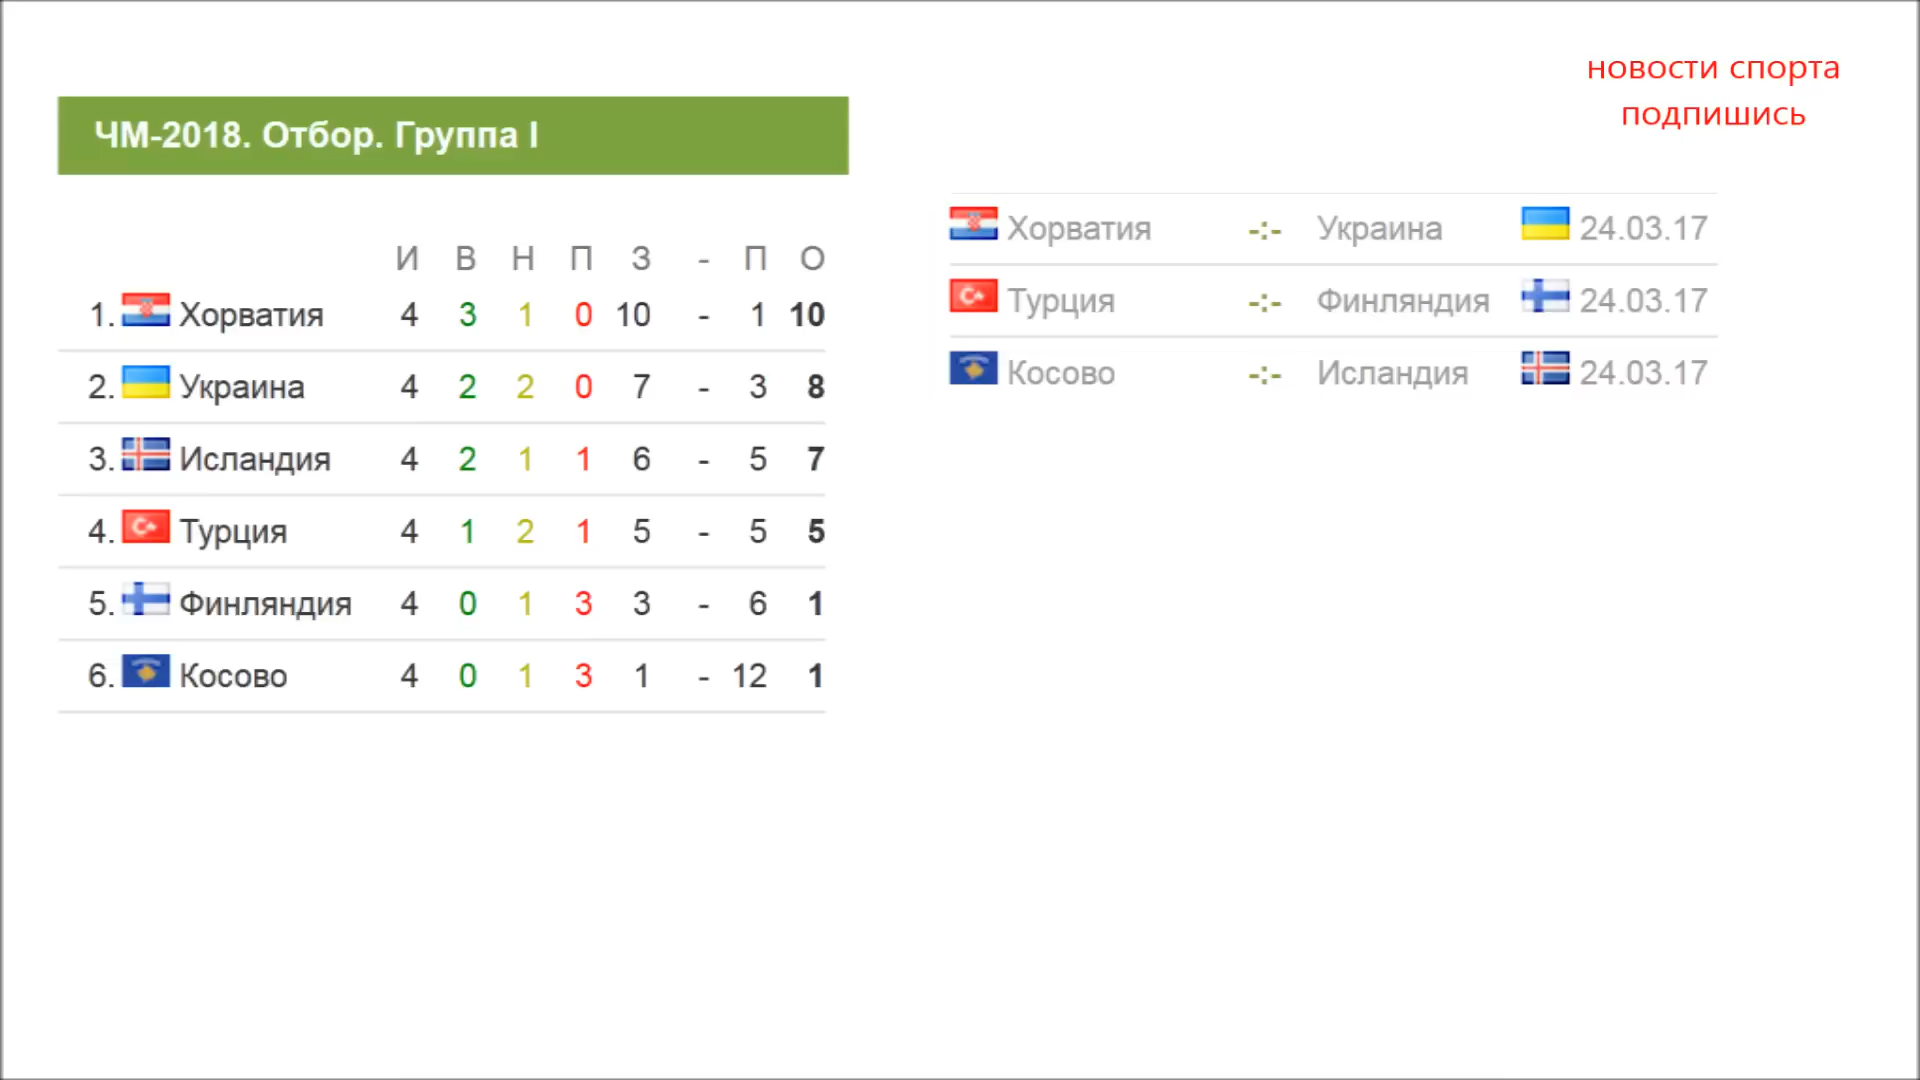 новости спорта
подпишись
ЧМ-2018. Отбор. Группа I
И В Н П З - П О
1. Хорватия 4 3 1 0 10 - 1 10
2. Украина 4 2 2 0 7 - 3 8
3. Исландия 4 2 1 1 6 - 5 7
4. Турция 4 1 2 1 5 - 5 5
5. Финляндия 4 0 1 3 3 - 6 1
6. Косово 4 0 1 3 1 - 12 1
Хорватия -:- Украина 24.03.17
Турция -:- Финляндия 24.03.17
Косово -:- Исландия 24.03.17